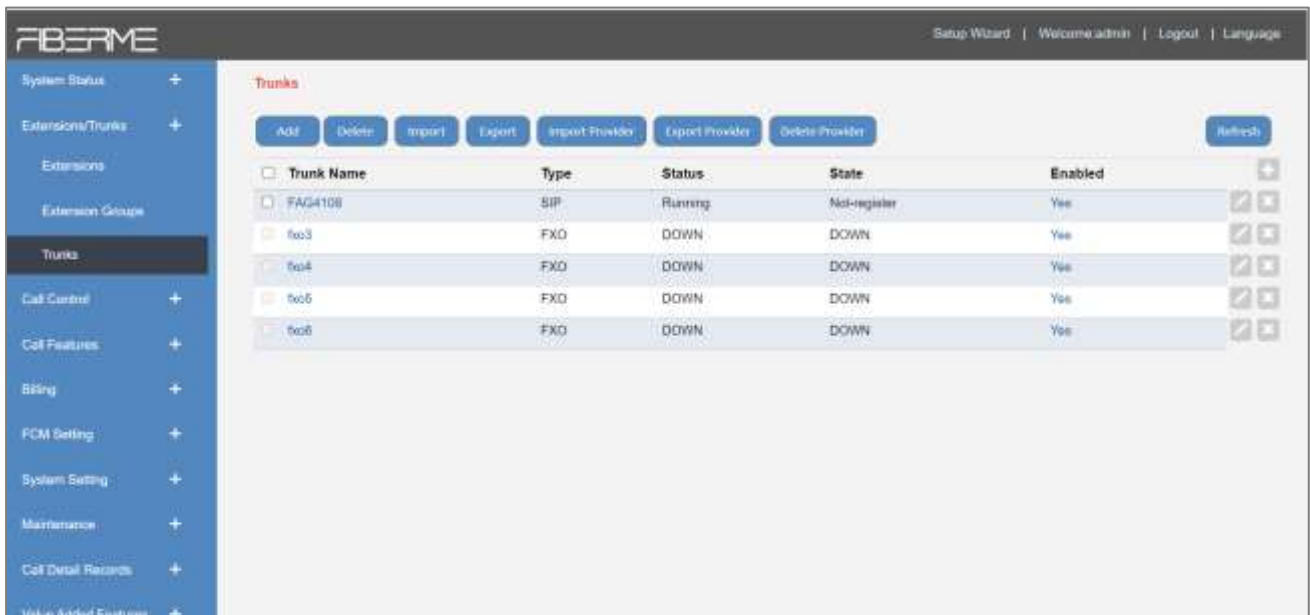 FIBERME
Setup Wizard | Welcome:admin | Logout | Language
System Status +
Trunks
Extensions/Trunks +
Add Delete Import Export Import Provider Export Provider Delete Provider Refresh
Extensions
Trunk Name Type Status State Enabled
Extension Groups
FAG4108 SIP Running Not-register Yes
fxo3 FXO DOWN DOWN Yes
Trunks
fxo4 FXO DOWN DOWN Yes
Call Control +
fxo5 FXO DOWN DOWN Yes
fxo6 FXO DOWN DOWN Yes
Call Features +
Billing +
FCM Setting +
System Setting +
Maintenance +
Call Detail Records +
Value Added Features +